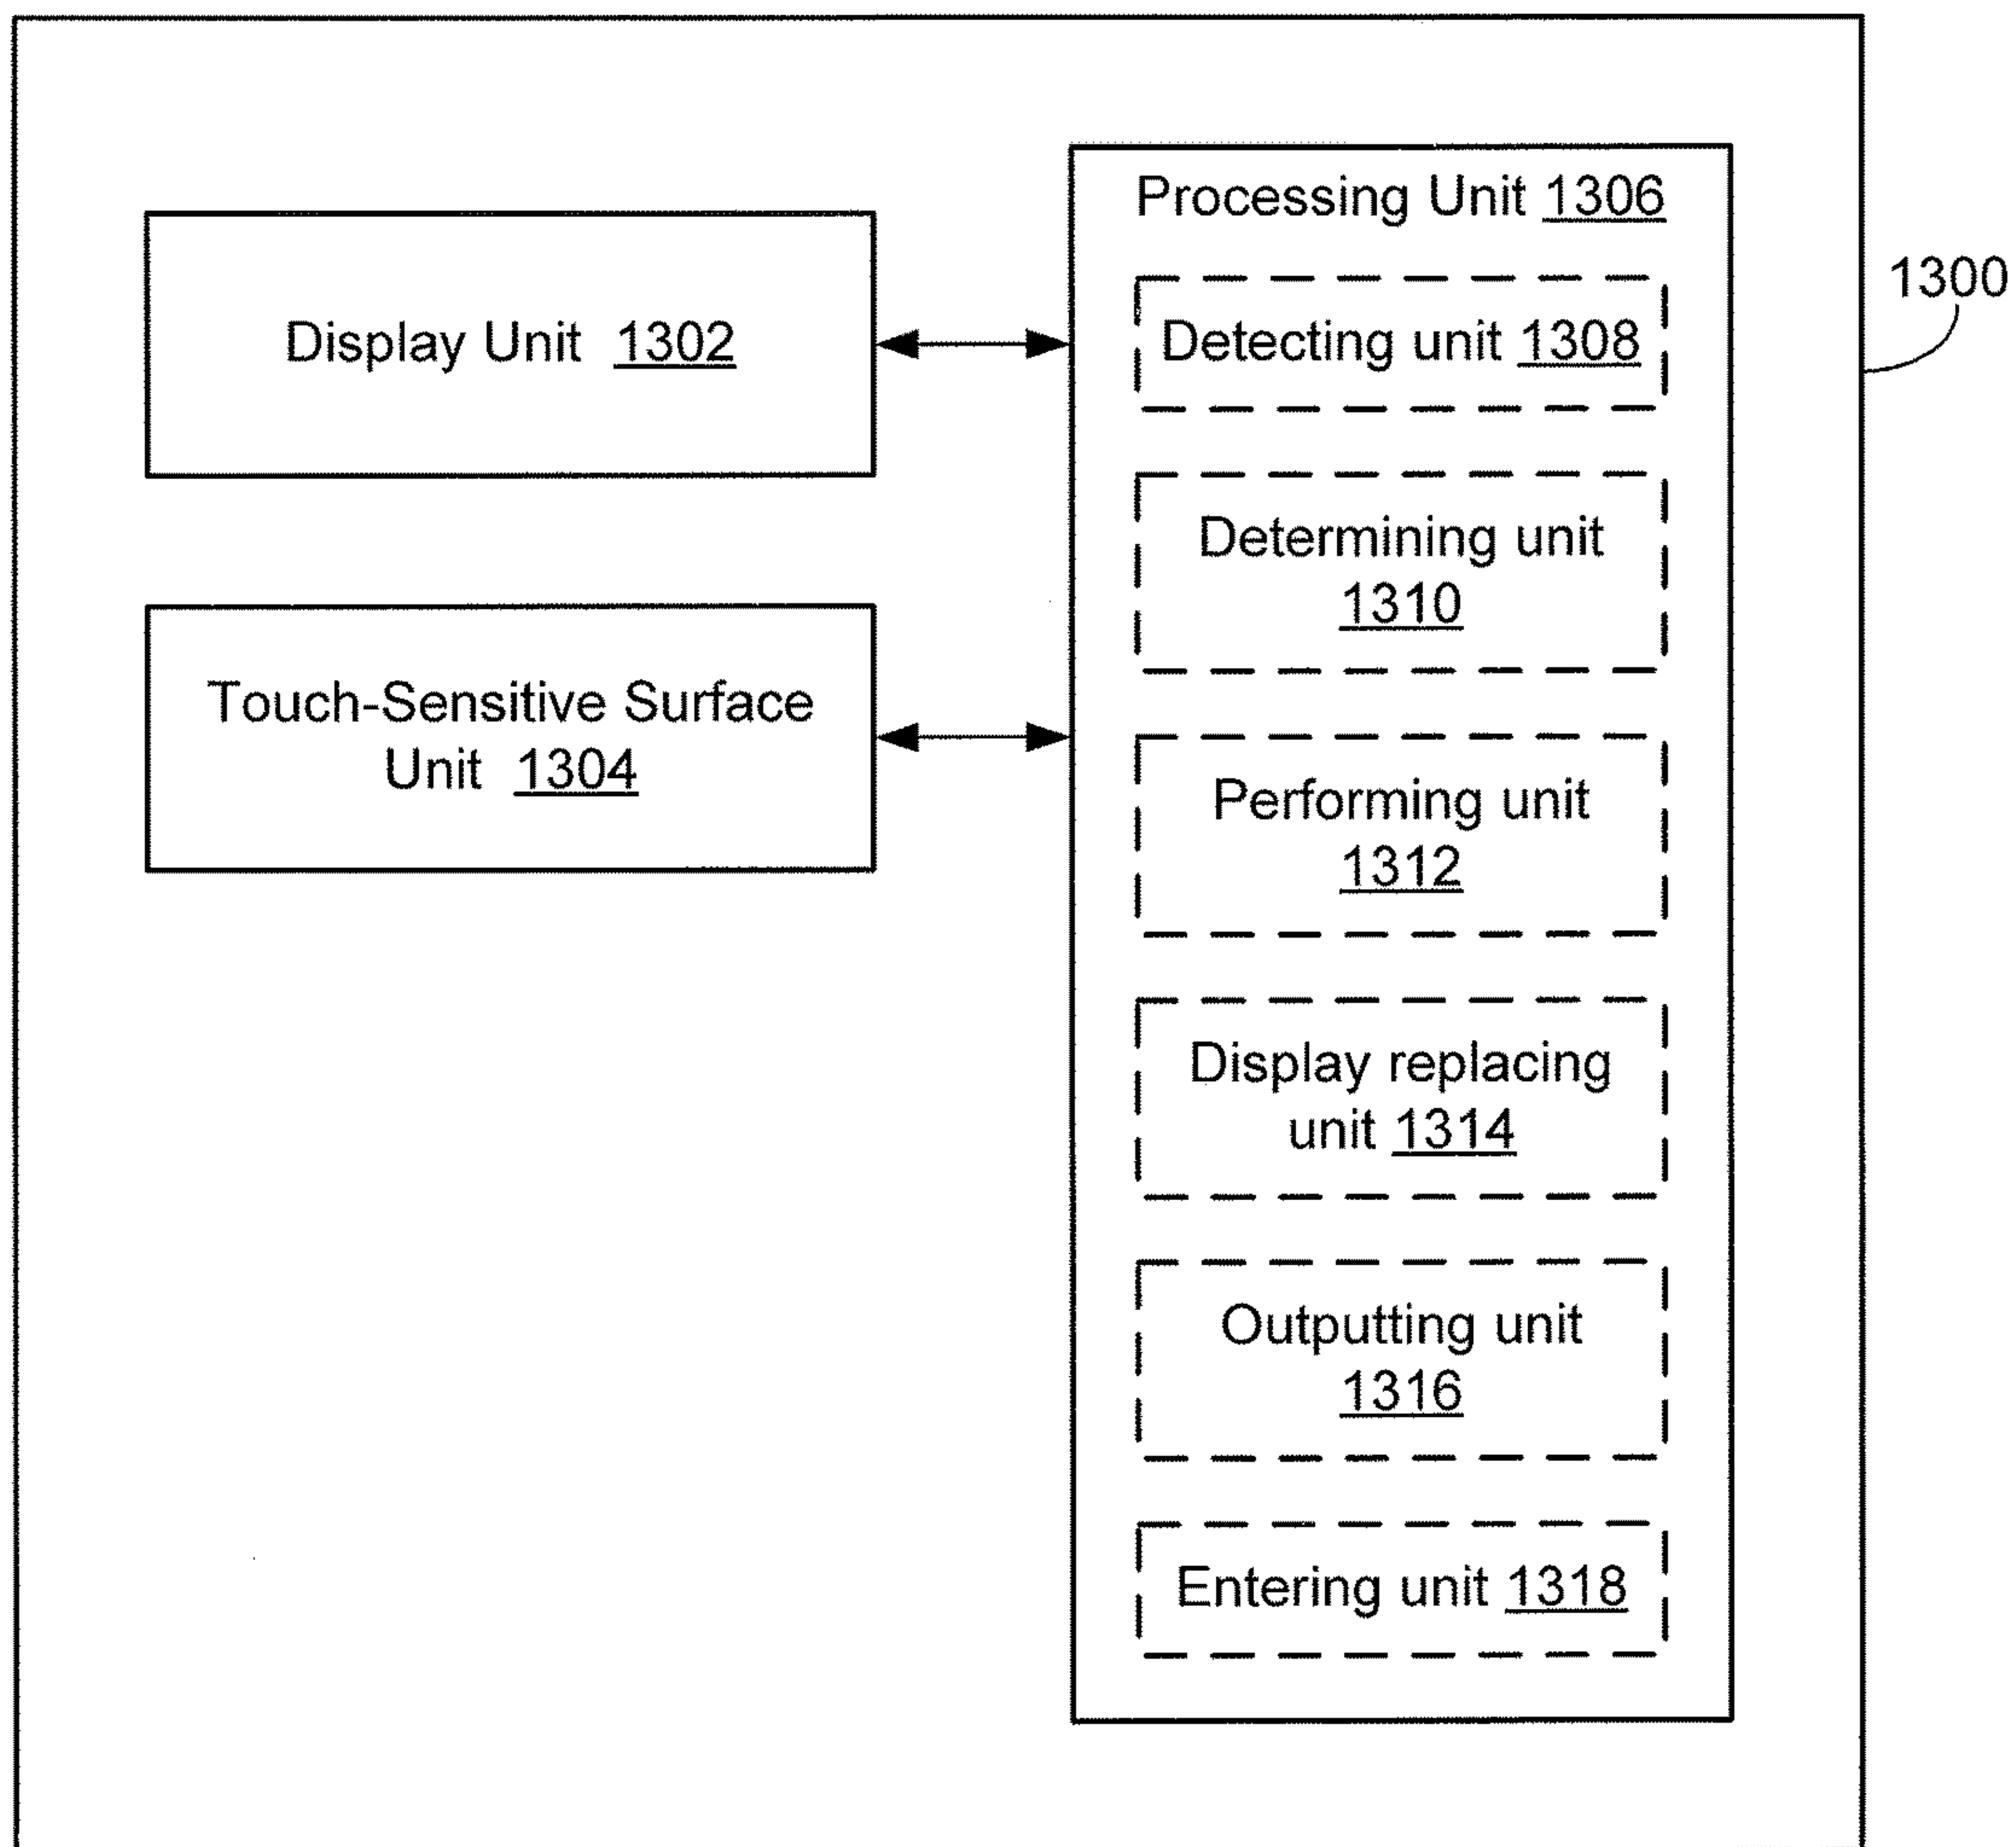 Processing Unit 1306
1300
Display Unit 1302
Detecting unit 1308
Determining unit
1310
Touch-Sensitive Surface
Unit 1304
Performing unit
1312
Display replacing
unit 1314
Outputting unit
1316
Entering unit 1318